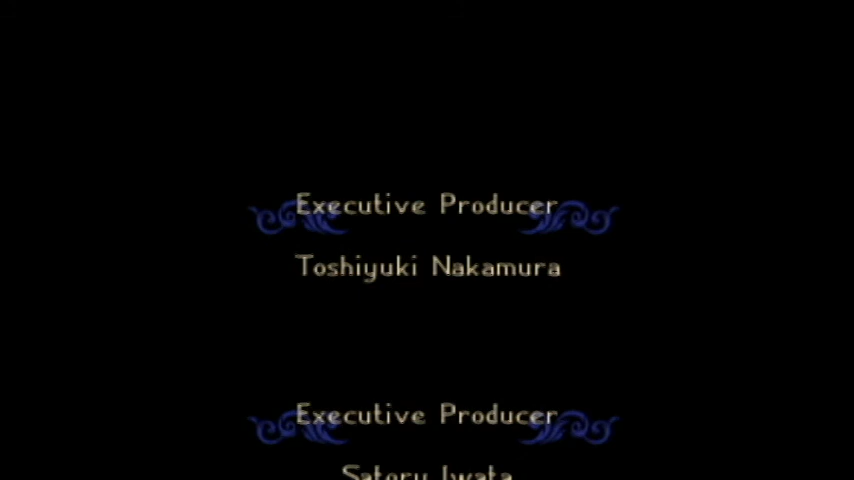 Executive Producer
Toshiyuki Nakamura
Executive Producer
Satoru Iwata